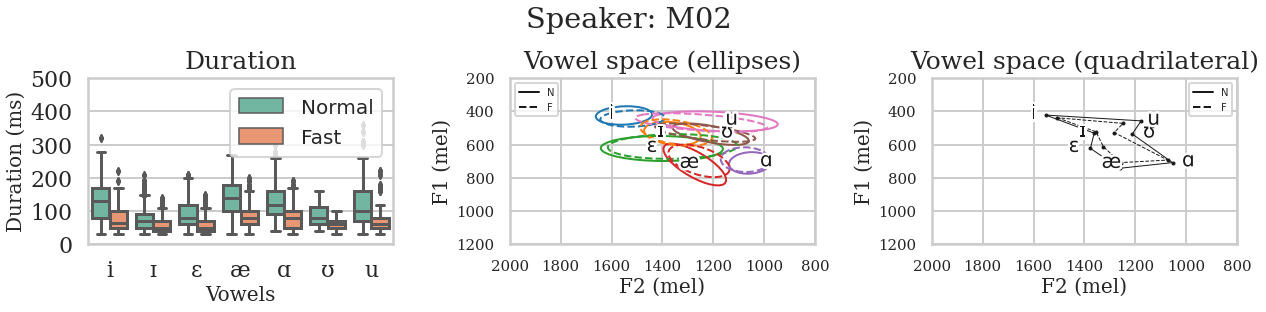 Speaker: M02
Duration
Duration (ms)
500
400
300
200
100
0
Normal
Fast
i ɪ ɛ æ ɑ ʊ u
Vowels
Vowel space (ellipses)
F1 (mel)
200
400
600
800
1000
1200
N
F
i
u
ɪ
ʊ
ɛ
æ
ɑ
2000 1800 1600 1400 1200 1000 800
F2 (mel)
Vowel space (quadrilateral)
F1 (mel)
200
400
600
800
1000
1200
N
F
i
u
ɪ
ʊ
ɛ
æ
ɑ
2000 1800 1600 1400 1200 1000 800
F2 (mel)